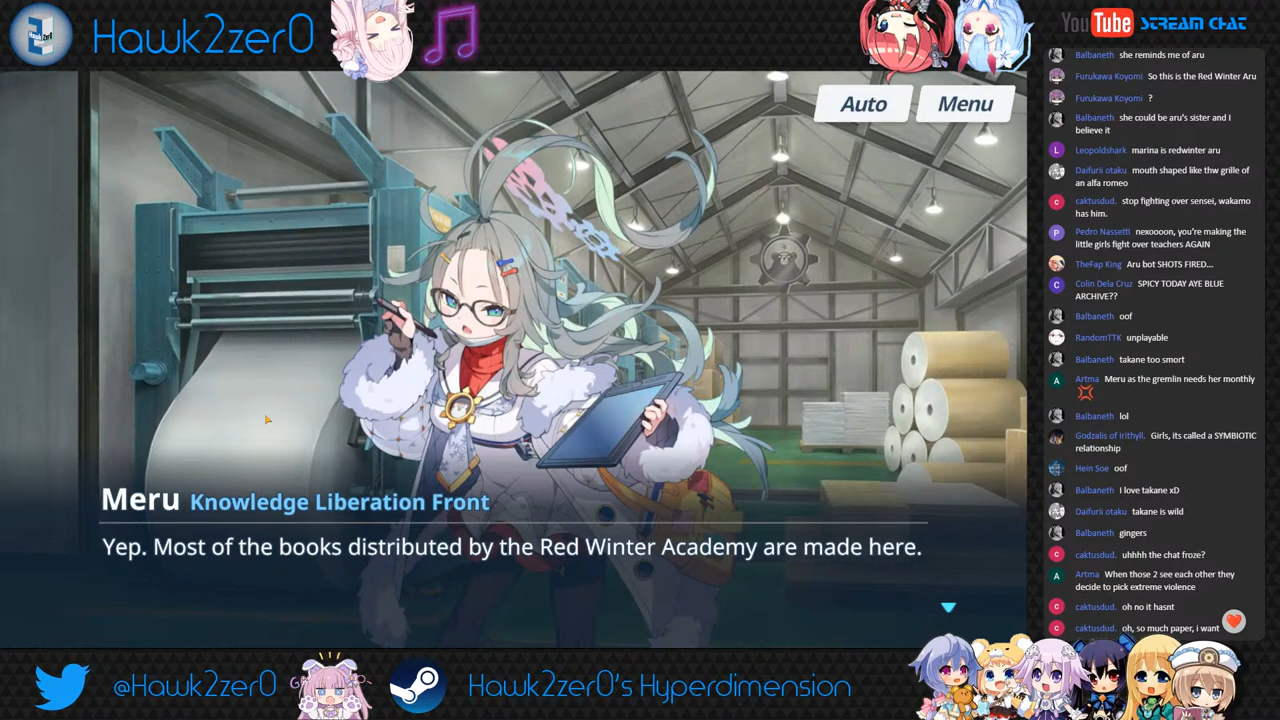 Hawk2zer0
You Tube STREAM CHAT
Auto
Menu
Balbaneth she reminds me of aru
Furukawa Koyomi So this is the Red Winter Aru
Furukawa Koyomi ?
Balbaneth she could be aru's sister and I
believe it
L Leopoldshark marina is redwinter aru
Daifurii otaku mouth shaped like thw grille of
an alfa romeo
c caktusdud. stop fighting over sensei, wakamo
has him.
P Pedro Nassetti nexoooon, you're making the
little girls fight over teachers AGAIN
TheFap King Aru bot SHOTS FIRED...
C Colin Dela Cruz SPICY TODAY AYE BLUE
ARCHIVE??
Balbaneth oof
RandomTTK unplayable
Balbaneth takane too smort
A Artma Meru as the gremlin needs her monthly
Balbaneth lol
Godzalis of Irithyll. Girls, its called a SYMBIOTIC
relationship
Hein Soe oof
Balbaneth I love takane xD
Daifurii otaku takane is wild
Balbaneth gingers
c caktusdud. uhhhh the chat froze?
A Artma When those 2 see each other they
decide to pick extreme violence
c caktusdud. oh no it hasnt
c caktusdud. oh, so much paper, i want
Meru Knowledge Liberation Front
Yep. Most of the books distributed by the Red Winter Academy are made here.
@Hawk2zer0
Hawk2zer0's Hyperdimension